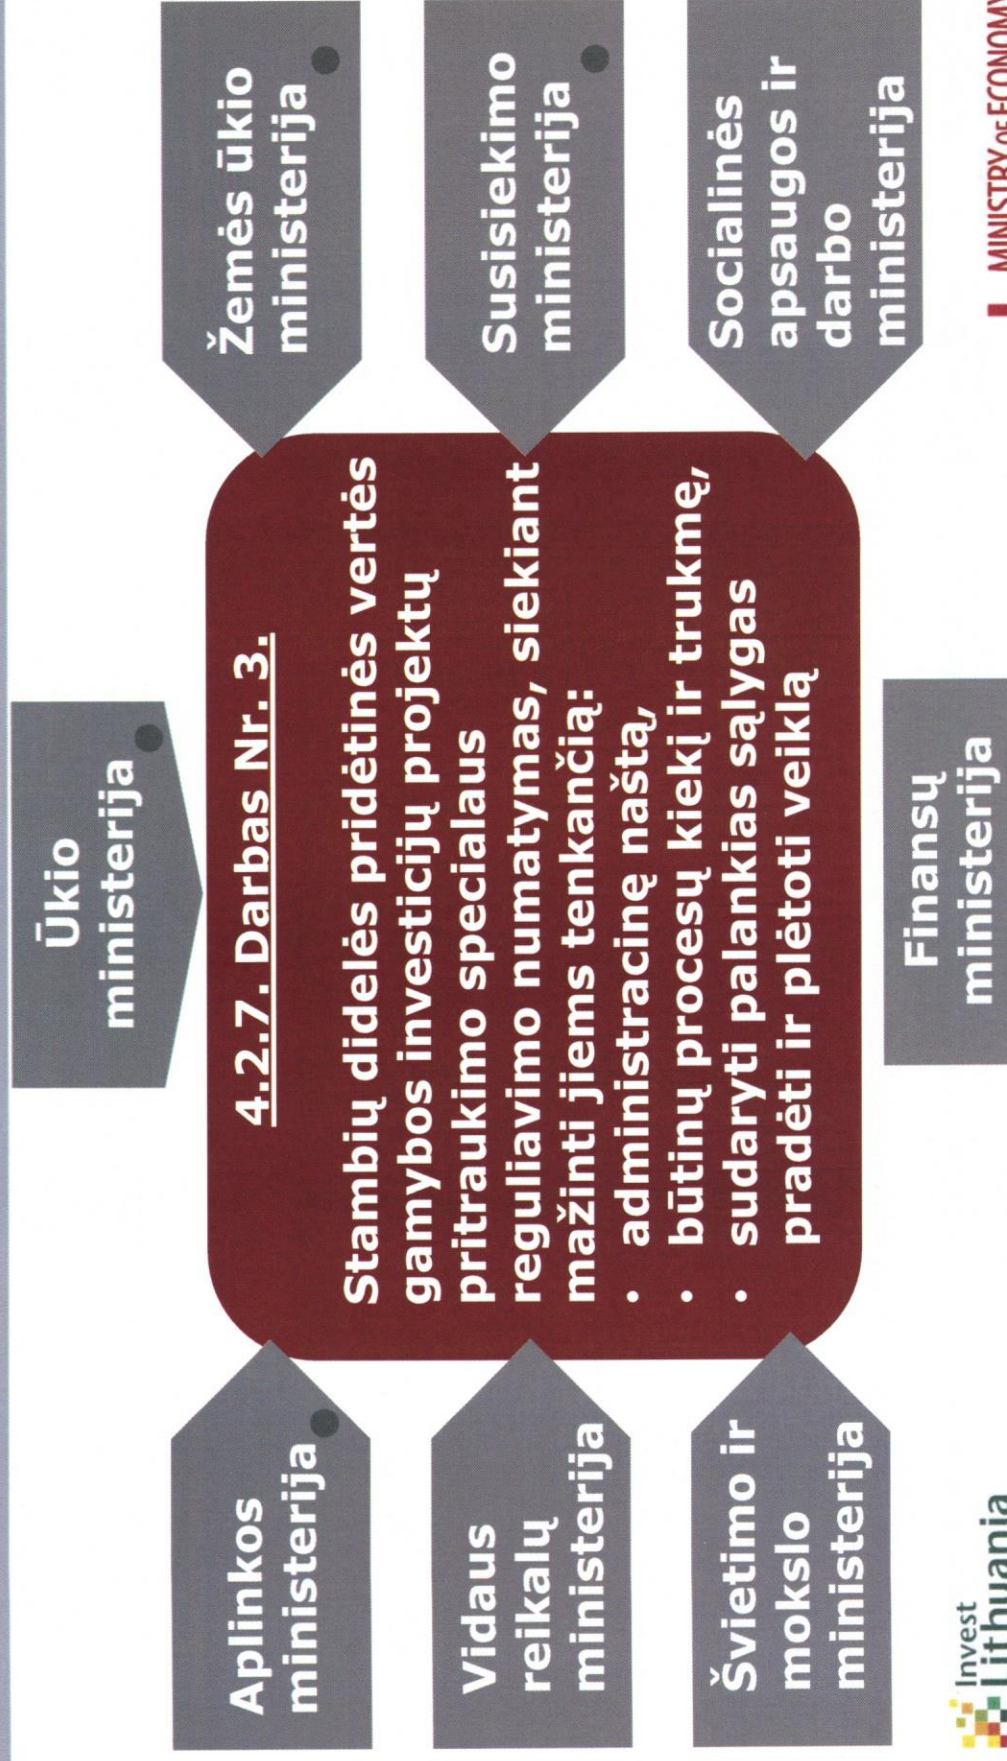 Ūkio
ministerija
Aplinkos
ministerija
Vidaus
reikalų
ministerija
Švietimo ir
mokslo
ministerija
4.2.7. Darbas Nr. 3.
Stambių didelės pridėtinės vertės
gamybos investicijų projektų
pritraukimo specialaus
reguliavimo numatymas, siekiant
mažinti jiems tenkančią:
• administracinę naštą,
• būtinų procesų kiekį ir trukmę,
• sudaryti palankias sąlygas
pradėti ir plėtoti veiklą
Žemės ūkio
ministerija
Susisiekimo
ministerija
Socialinės
apsaugos ir
darbo
ministerija
Finansų
ministerija
Invest
Lithuania
MINISTRY OF ECONOMY